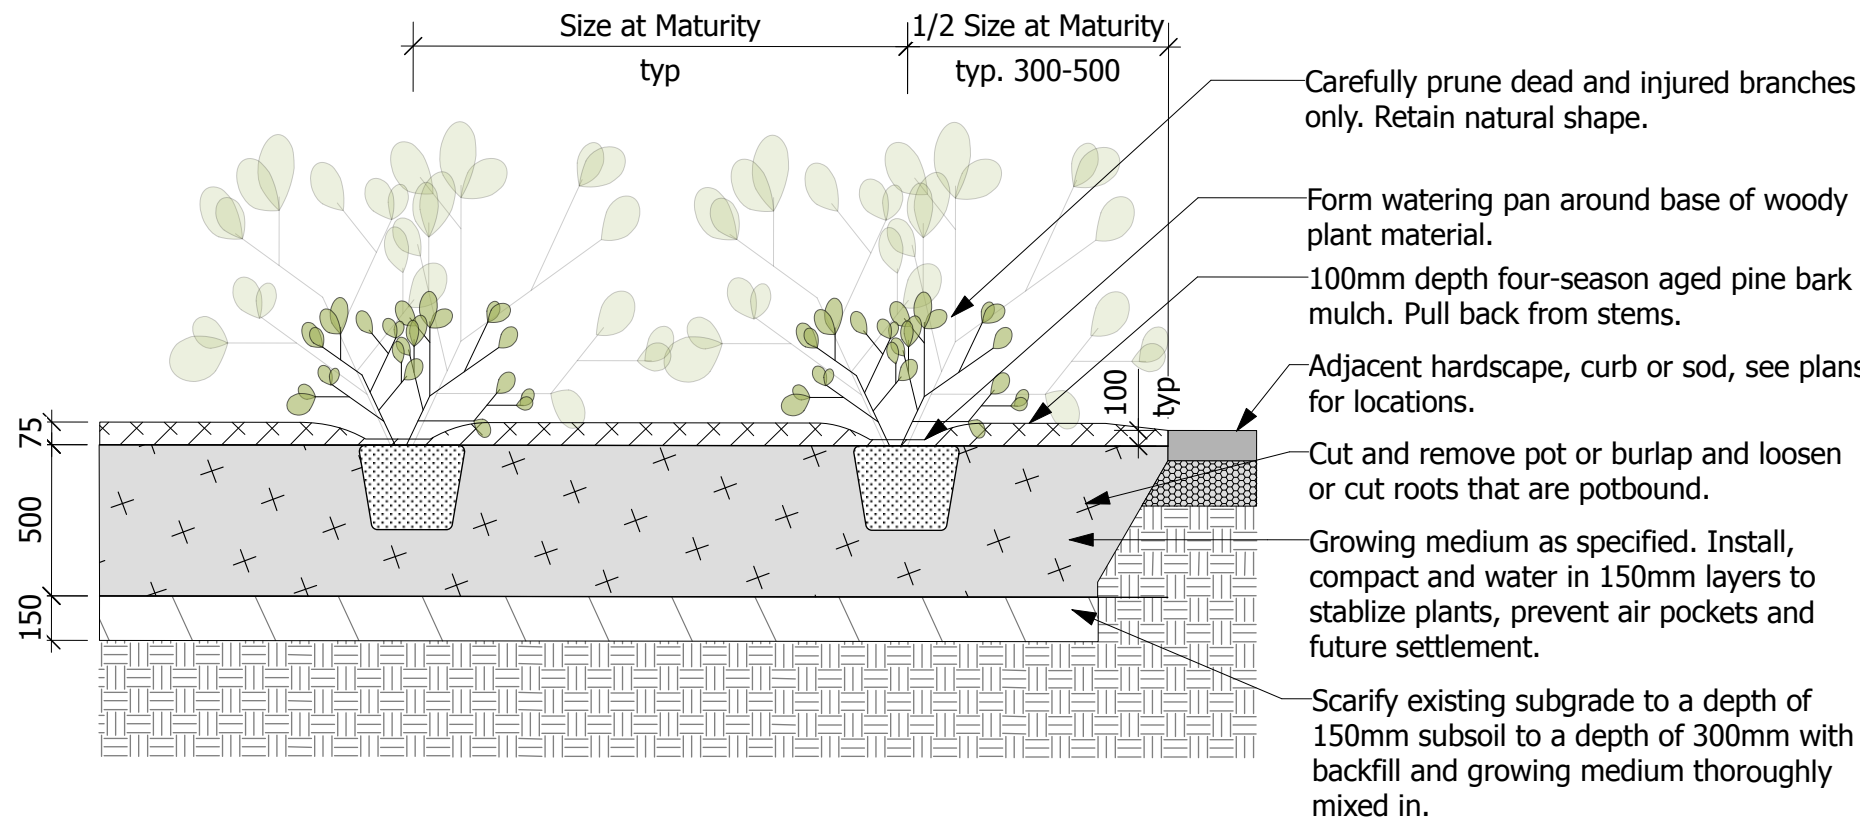 Size at Maturity
typ
1/2 Size at Maturity
typ. 300-500
Carefully prune dead and injured branches
only. Retain natural shape.
Form watering pan around base of woody
plant material.
100mm depth four-season aged pine bark
mulch. Pull back from stems.
Adjacent hardscape, curb or sod, see plans
for locations.
Cut and remove pot or burlap and loosen
or cut roots that are potbound.
Growing medium as specified. Install,
compact and water in 150mm layers to
stablize plants, prevent air pockets and
future settlement.
Scarify existing subgrade to a depth of
150mm subsoil to a depth of 300mm with
backfill and growing medium thoroughly
mixed in.
100
typ
75
500
150